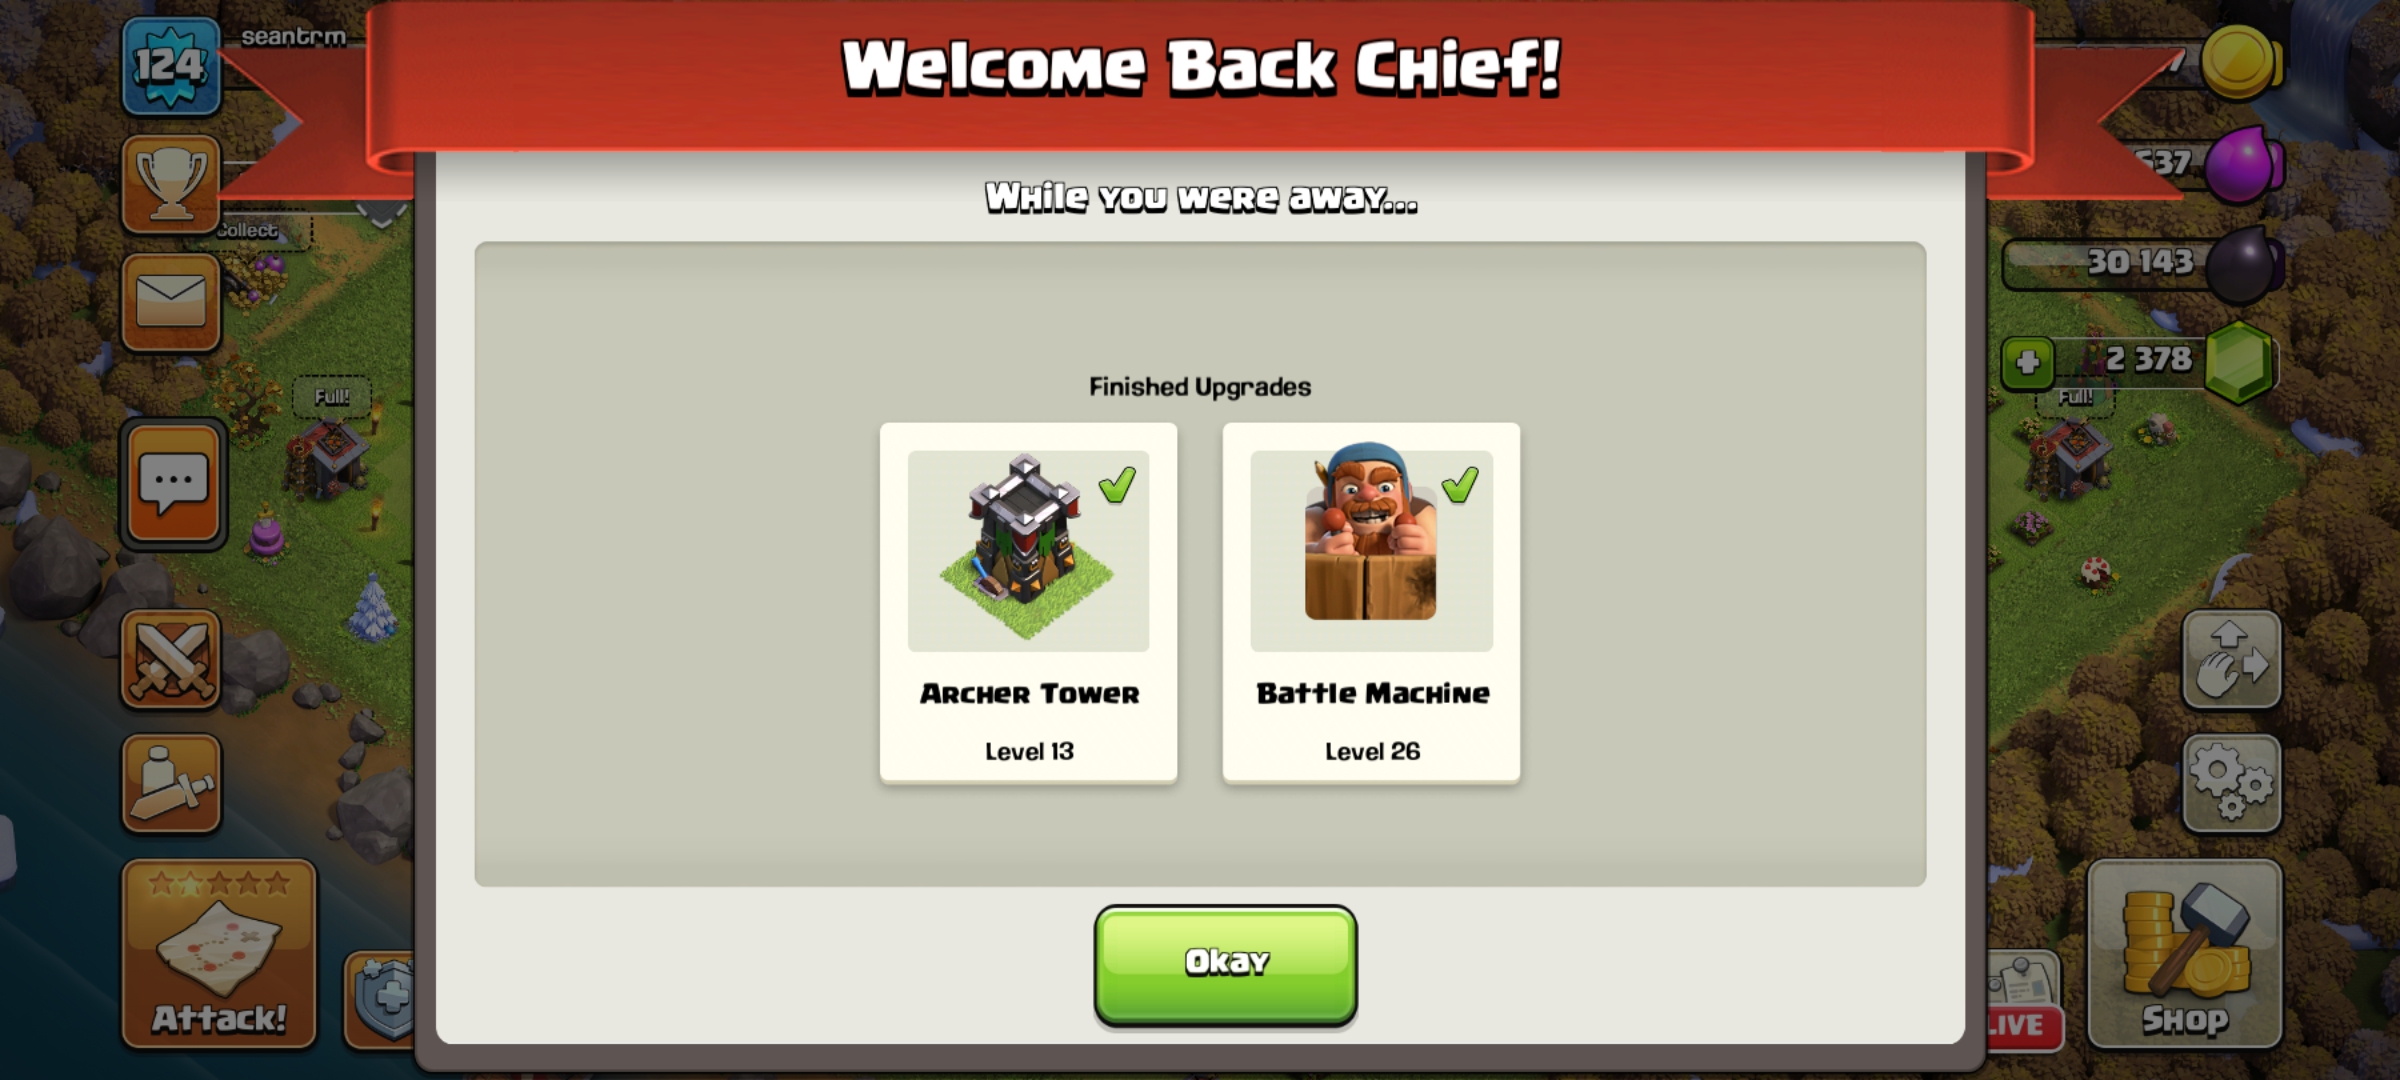 Welcome Back Chief!
124
seantrm
While you were away...
637
Collect
30 143
2 378
Full!
Full!
Finished Upgrades
Archer Tower
Battle Machine
Level 13
Level 26
Okay
Attack!
LIVE
Shop